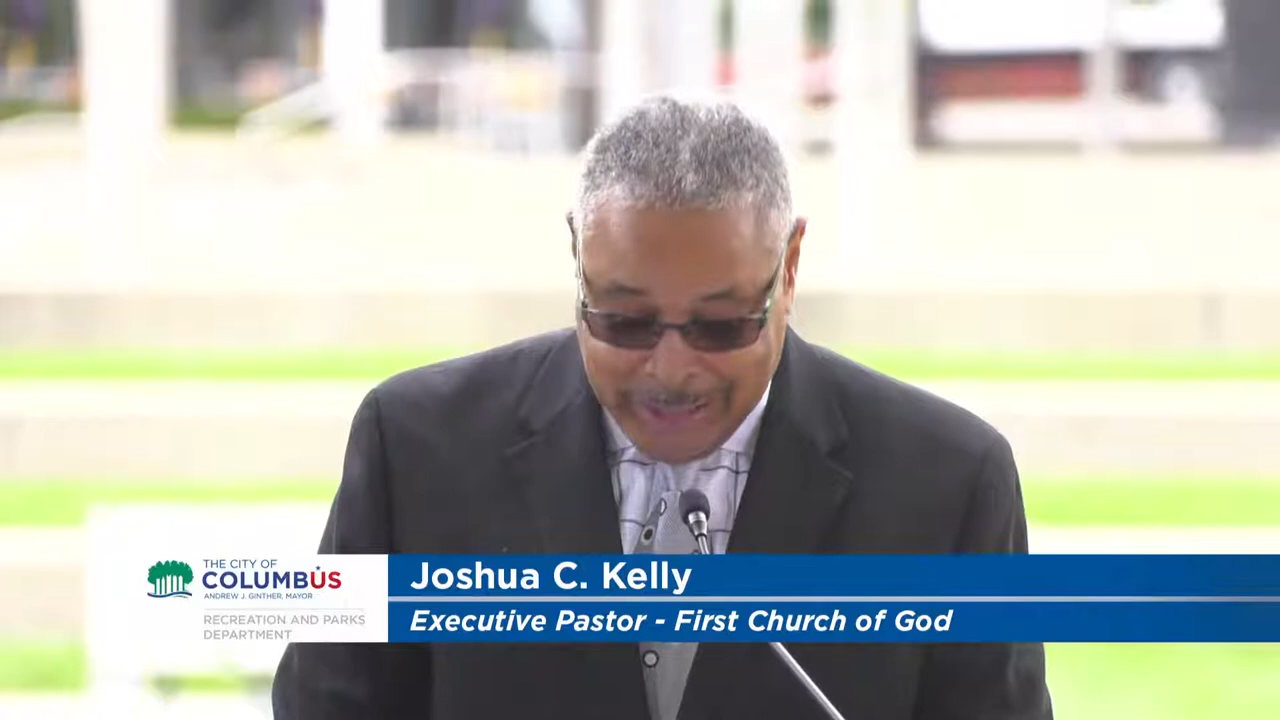 THE CITY OF
COLUMBUS
ANDREW J. GINTHER, MAYOR
RECREATION AND PARKS
DEPARTMENT
Joshua C. Kelly
Executive Pastor - First Church of God